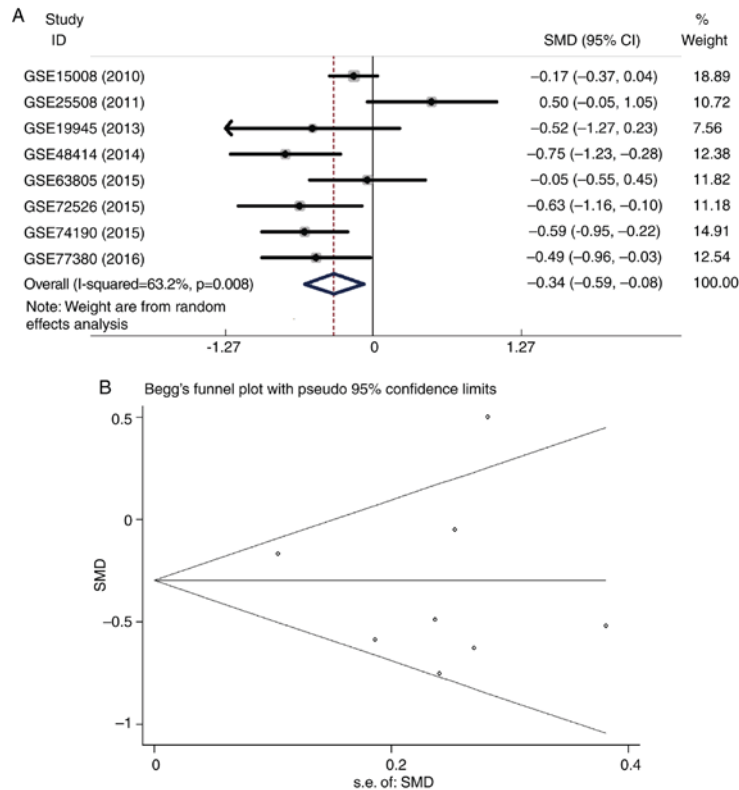 A
Study
ID
SMD (95% CI)
%
Weight
GSE15008 (2010) −0.17 (−0.37, 0.04) 18.89
GSE25508 (2011) 0.50 (−0.05, 1.05) 10.72
GSE19945 (2013) −0.52 (−1.27, 0.23) 7.56
GSE48414 (2014) −0.75 (−1.23, −0.28) 12.38
GSE63805 (2015) −0.05 (−0.55, 0.45) 11.82
GSE72526 (2015) −0.63 (−1.16, −0.10) 11.18
GSE74190 (2015) −0.59 (−0.95, −0.22) 14.91
GSE77380 (2016) −0.49 (−0.96, −0.03) 12.54
Overall (I-squared=63.2%, p=0.008) −0.34 (−0.59, −0.08) 100.00
Note: Weight are from random
effects analysis
-1.27 0 1.27
B
Begg's funnel plot with pseudo 95% confidence limits
0.5
0
−0.5
−1
SMD
0 0.2 0.4
s.e. of: SMD